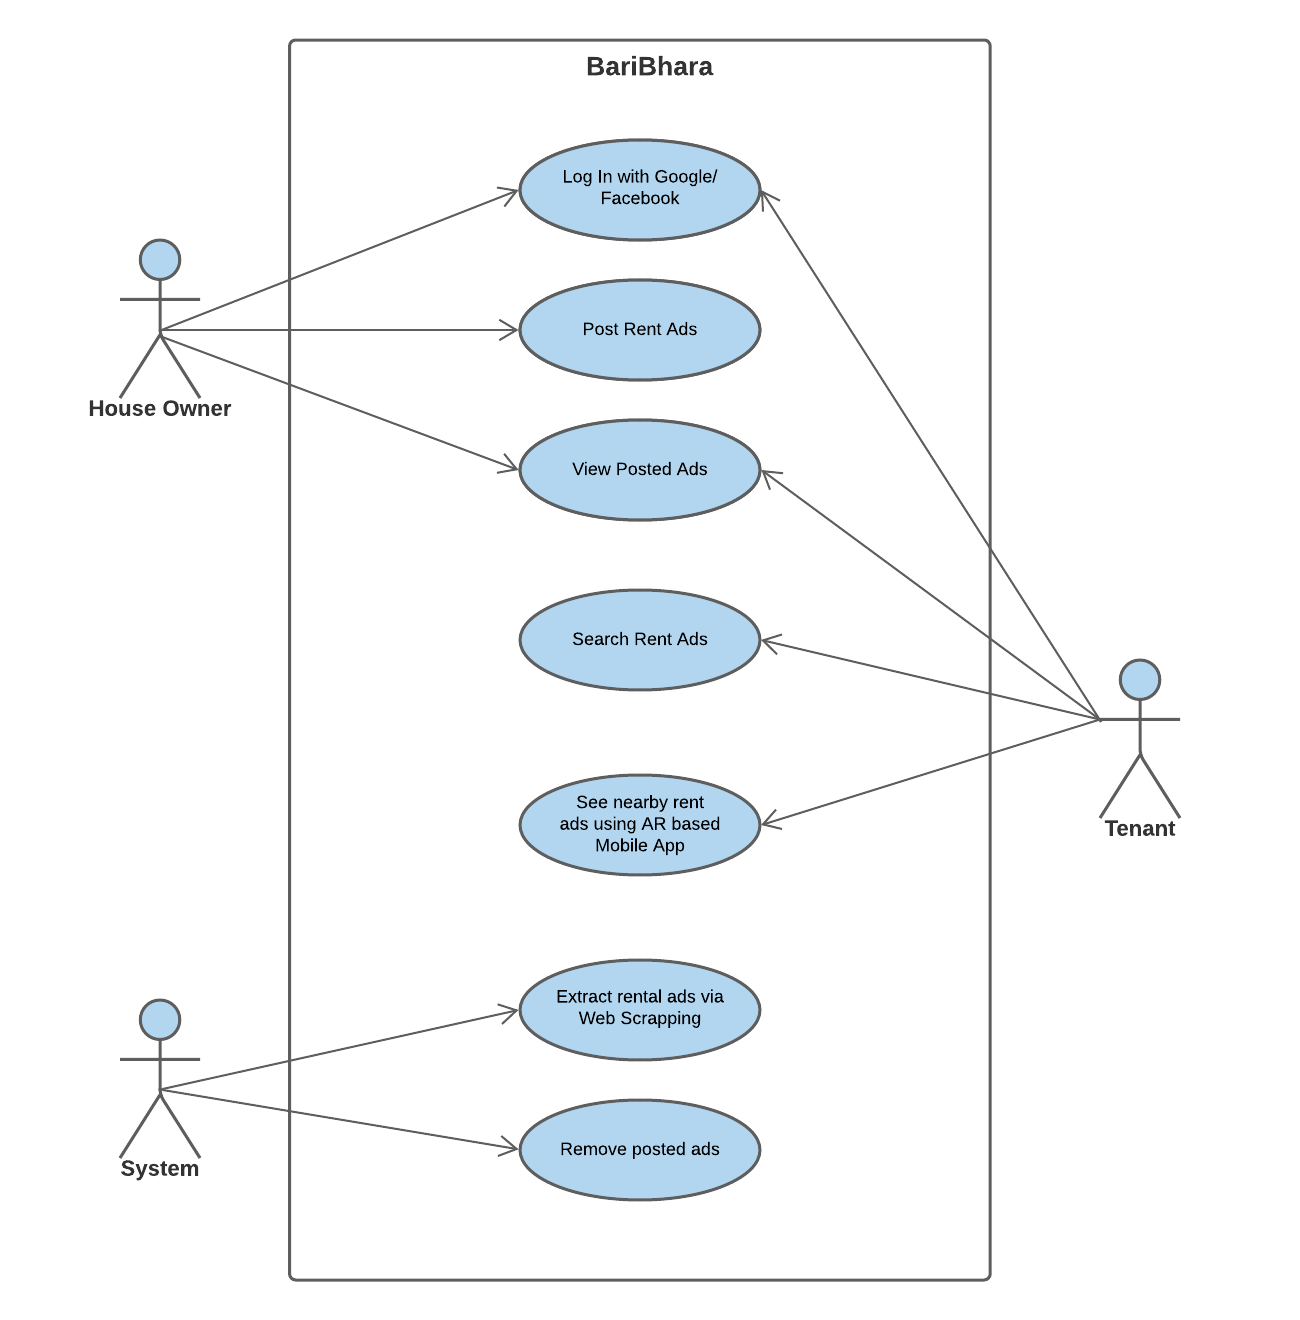 BariBhara
Log In with Google/
Facebook
Post Rent Ads
House Owner
View Posted Ads
Search Rent Ads
See nearby rent
ads using AR based
Mobile App
Tenant
Extract rental ads via
Web Scrapping
Remove posted ads
System